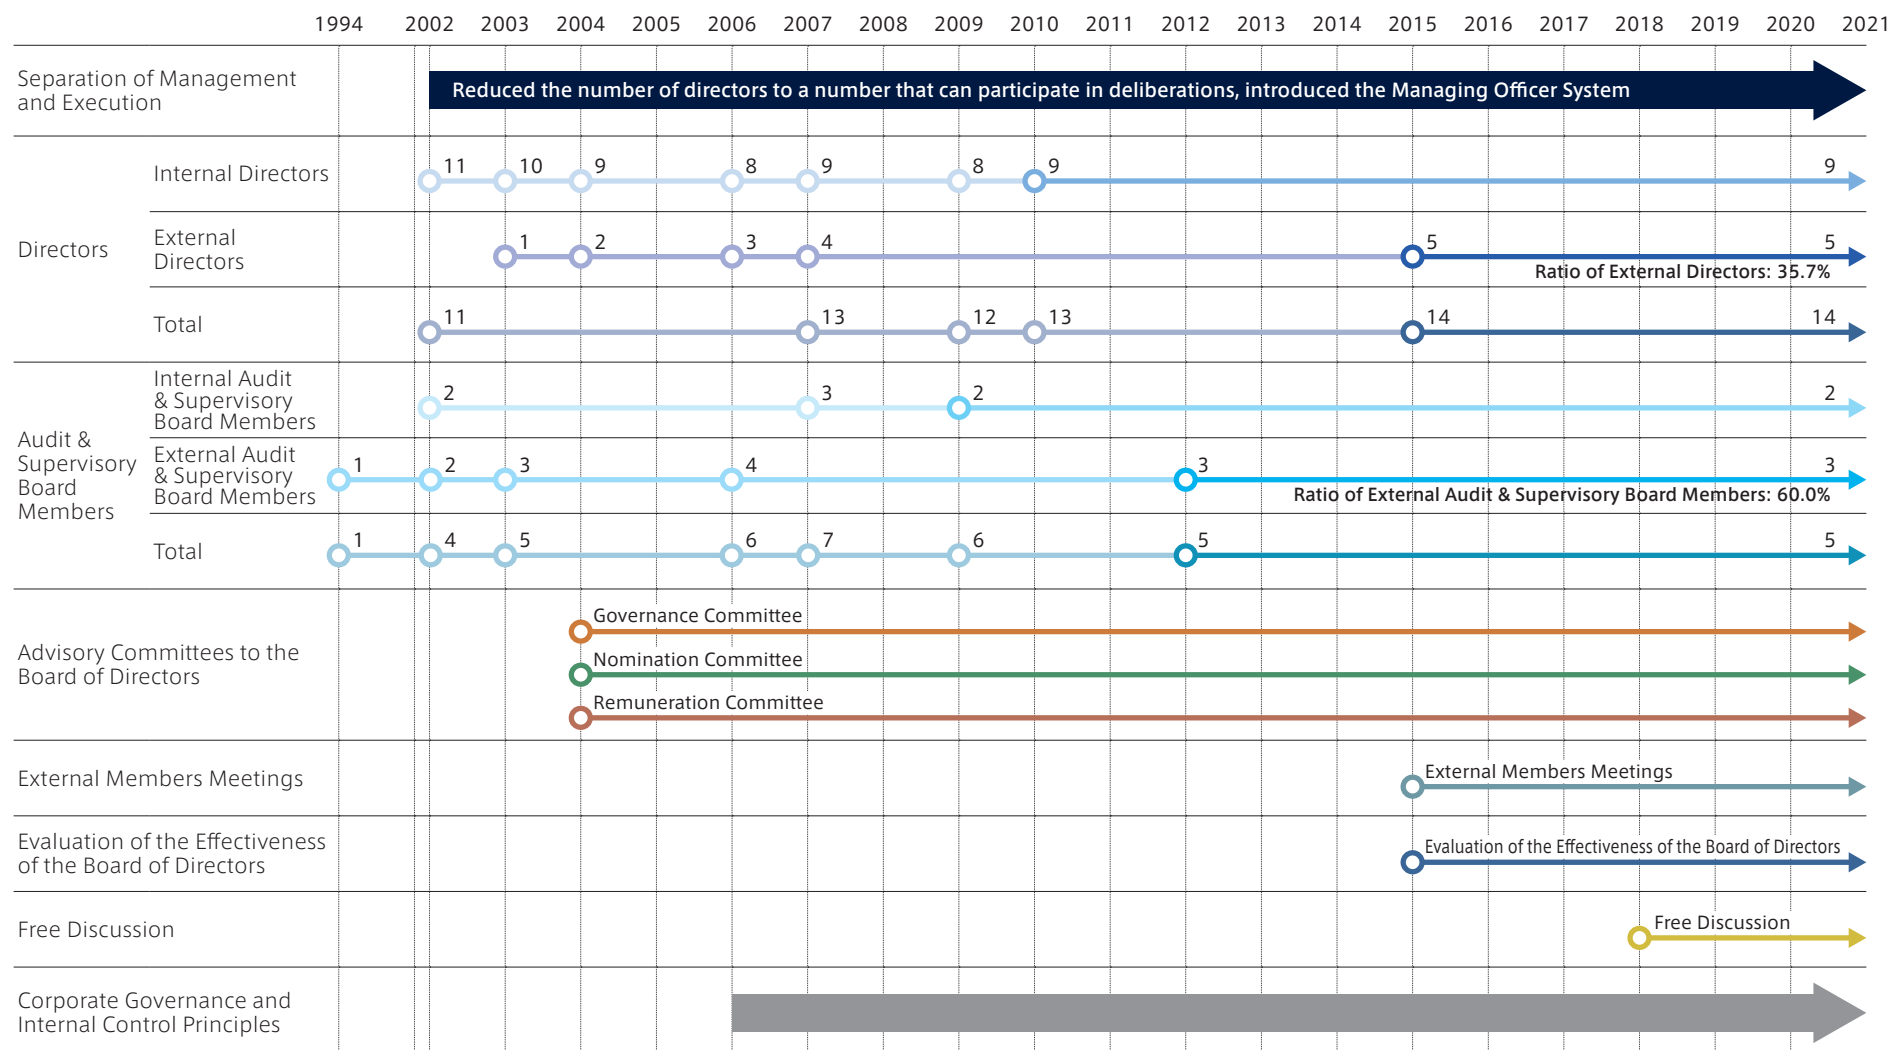 1994 2002 2003 2004 2005 2006 2007 2008 2009 2010 2011 2012 2013 2014 2015 2016 2017 2018 2019 2020 2021
Separation of Management
and Execution
Reduced the number of directors to a number that can participate in deliberations, introduced the Managing Officer System
Directors
Internal Directors
11 10 9 8 9 8 9 9
External
Directors
1 2 3 4 5 5
Ratio of External Directors: 35.7%
Total
11 13 12 13 14 14
Audit &
Supervisory
Board
Members
Internal Audit
& Supervisory
Board Members
2 3 2 2
External Audit
& Supervisory
Board Members
1 2 3 4 3 3
Ratio of External Audit & Supervisory Board Members: 60.0%
Total
1 4 5 6 7 6 5 5
Advisory Committees to the
Board of Directors
Governance Committee
Nomination Committee
Remuneration Committee
External Members Meetings
External Members Meetings
Evaluation of the Effectiveness
of the Board of Directors
Evaluation of the Effectiveness of the Board of Directors
Free Discussion
Free Discussion
Corporate Governance and
Internal Control Principles